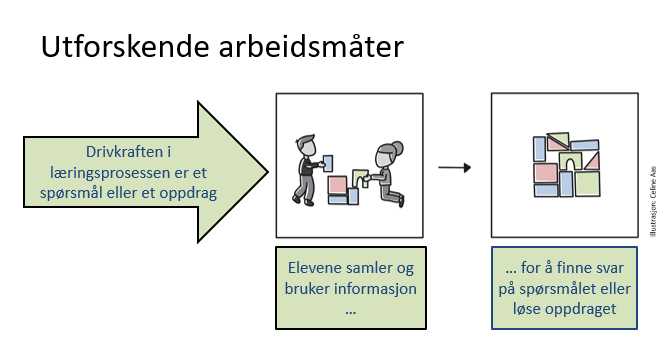 Utforskende arbeidsmåter
Drivkraften i
læringsprosessen er et
spørsmål eller et oppdrag
Elevene samler og
bruker informasjon
…
… for å finne svar
på spørsmålet eller
løse oppdraget
Illustrasjon: Celine Aas